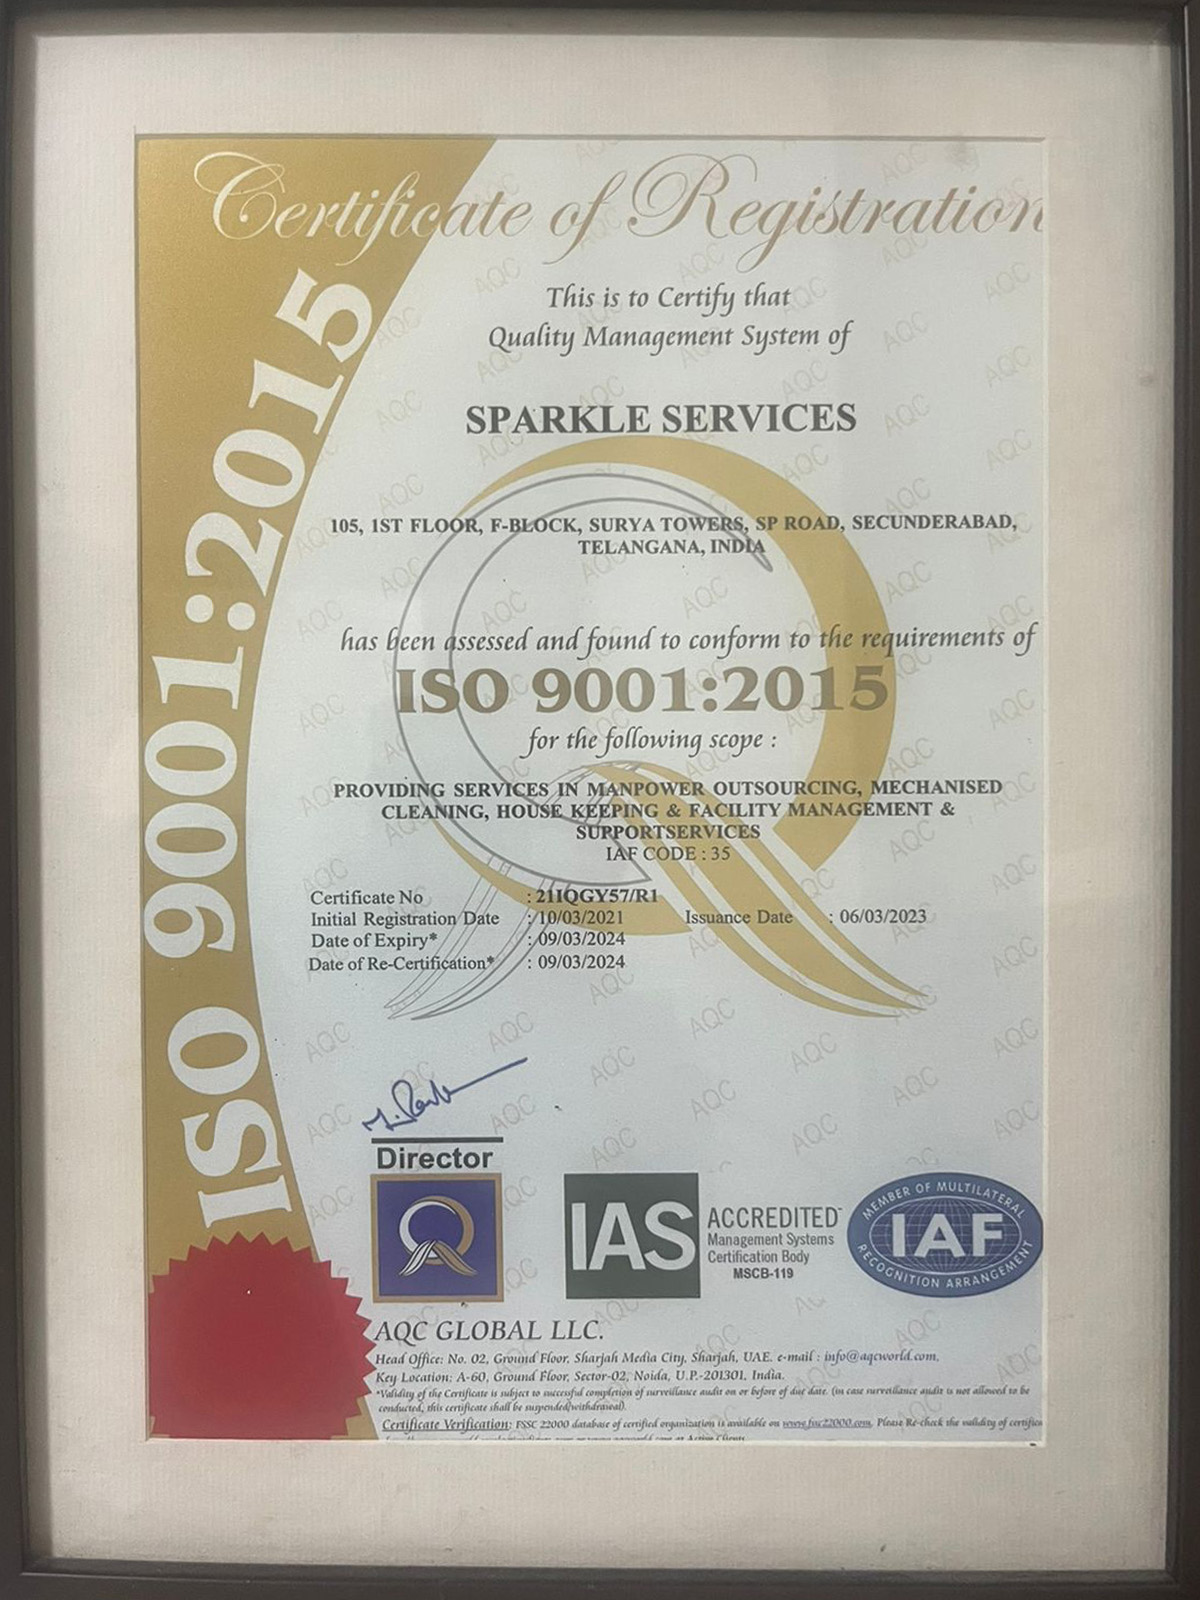 Certificate of Registration
ISO 9001:2015
This is to Certify that
Quality Management System of
SPARKLE SERVICES
105, 1ST FLOOR, F-BLOCK, SURYA TOWERS, SP ROAD, SECUNDERABAD,
TELANGANA, INDIA
has been assessed and found to conform to the requirements of
ISO 9001:2015
for the following scope :
PROVIDING SERVICES IN MANPOWER OUTSOURCING, MECHANISED
CLEANING, HOUSE KEEPING & FACILITY MANAGEMENT &
SUPPORTSERVICES
IAF CODE : 35
Certificate No : 21IQGY57/R1
Initial Registration Date : 10/03/2021 Issuance Date : 06/03/2023
Date of Expiry* : 09/03/2024
Date of Re-Certification* : 09/03/2024
Director
IAS ACCREDITED
Management Systems
Certification Body
MSCB-119
MEMBER OF MULTILATERAL
IAF
RECOGNITION ARRANGEMENT
AQC GLOBAL LLC.
Head Office: No. 02, Ground Floor, Sharjah Media City, Sharjah, UAE. e-mail : info@aqcworld.com,
Key Location: A-60, Ground Floor, Sector-02, Noida, U.P.-201301, India.
*Validity of the Certificate is subject to successful completion of surveillance audit on or before of due date. (in case surveillance audit is not allowed to be
conducted, this certificate shall be suspended/withdrawal).
Certificate Verification: FSSC 22000 database of certified organization is available on www.fssc22000.com, Please Re-check the validity of certific